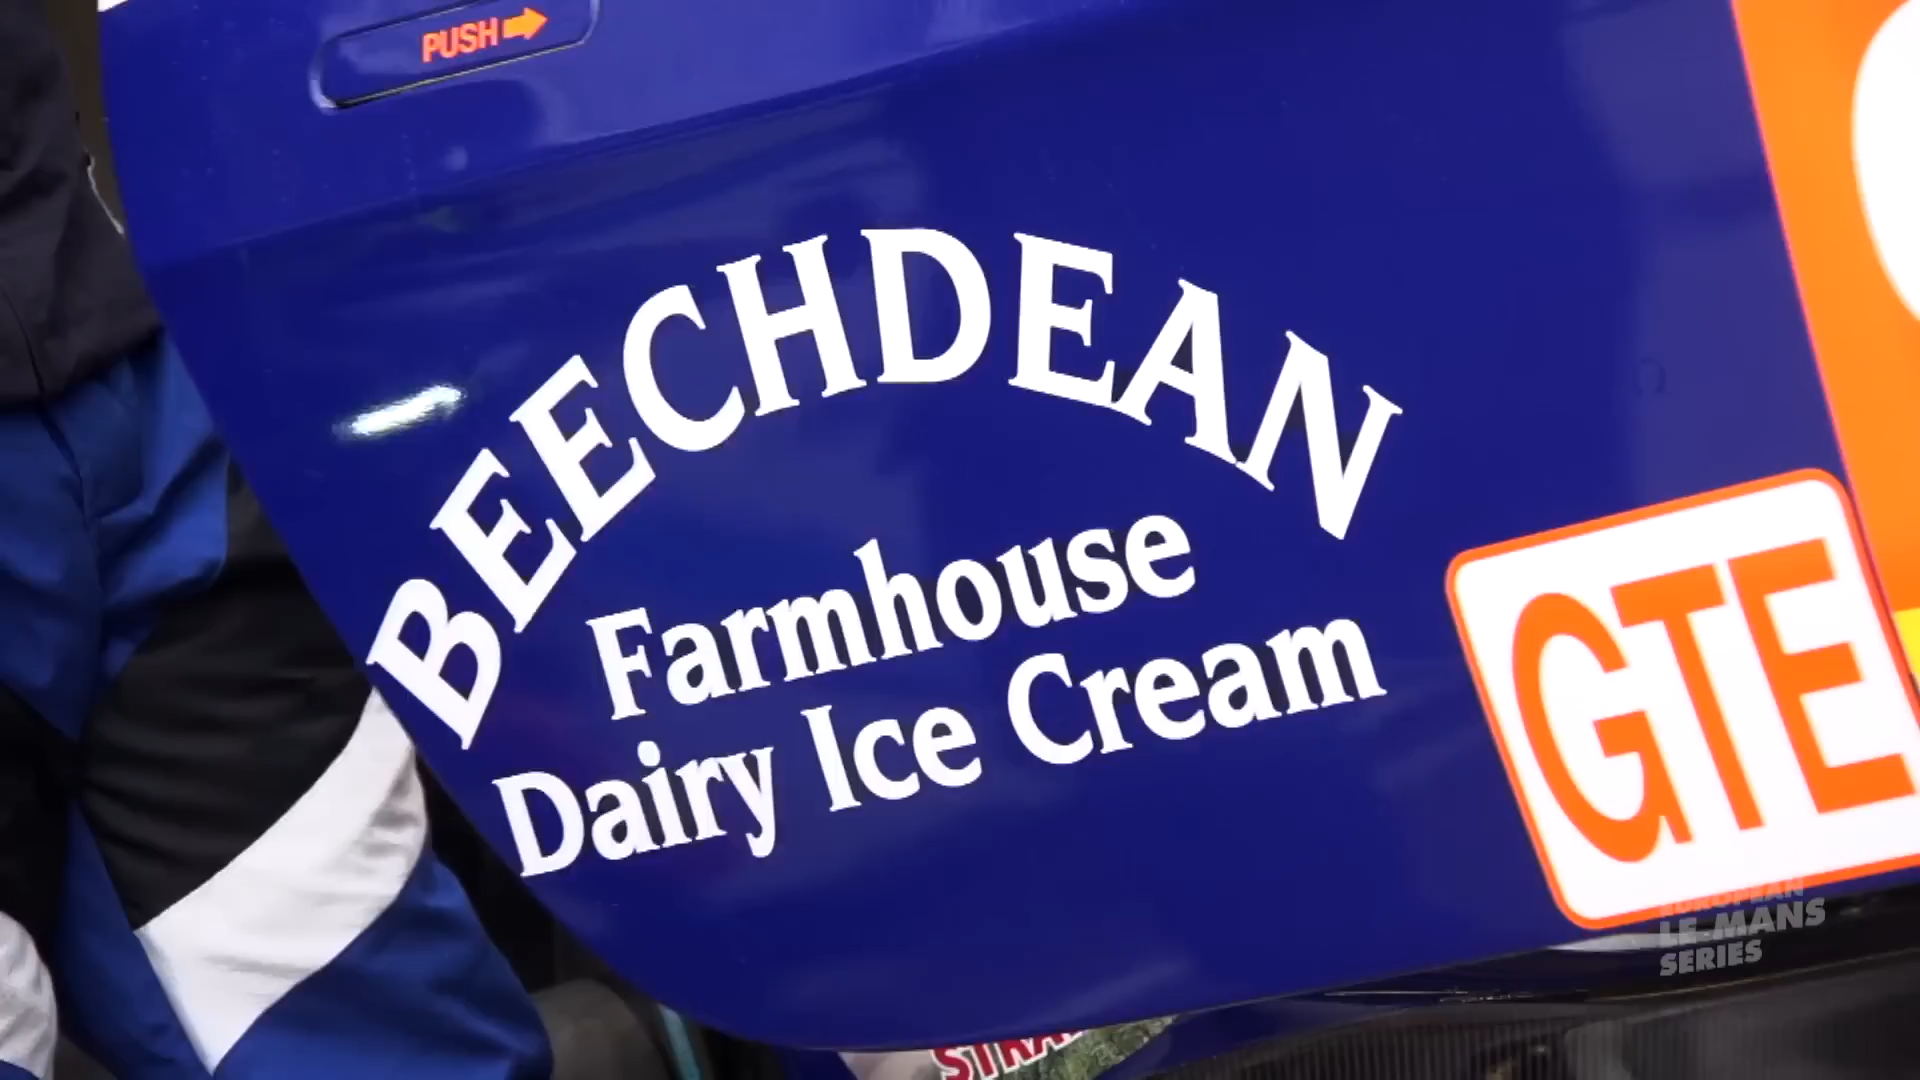 PUSH
BEECHDEAN
Farmhouse
Dairy Ice Cream
GTE
EUROPEAN
LE MANS
SERIES